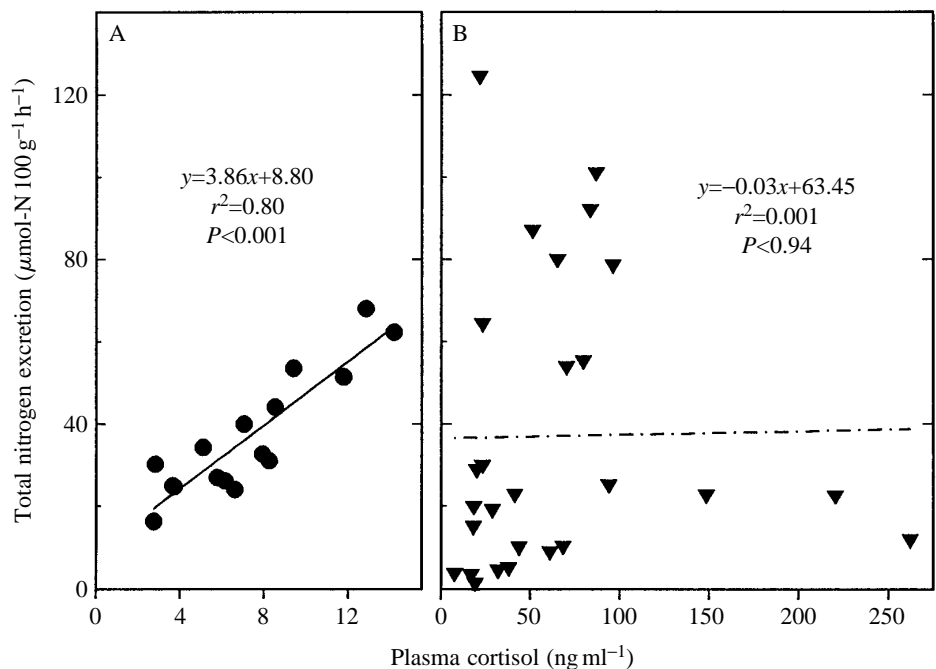 A
B
120
80
40
0
Total nitrogen excretion (μmol-N 100 g⁻¹ h⁻¹)
y=3.86x+8.80
r²=0.80
P<0.001
y=−0.03x+63.45
r²=0.001
P<0.94
0 4 8 12 0 50 100 150 200 250
Plasma cortisol (ng ml⁻¹)